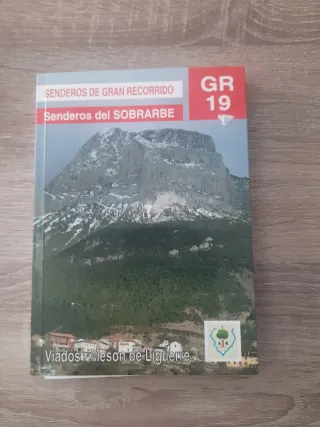 SENDEROS DE GRAN RECORRIDO
GR
19
Senderos del SOBRARBE
Viadós - Mesón de Ligüerre